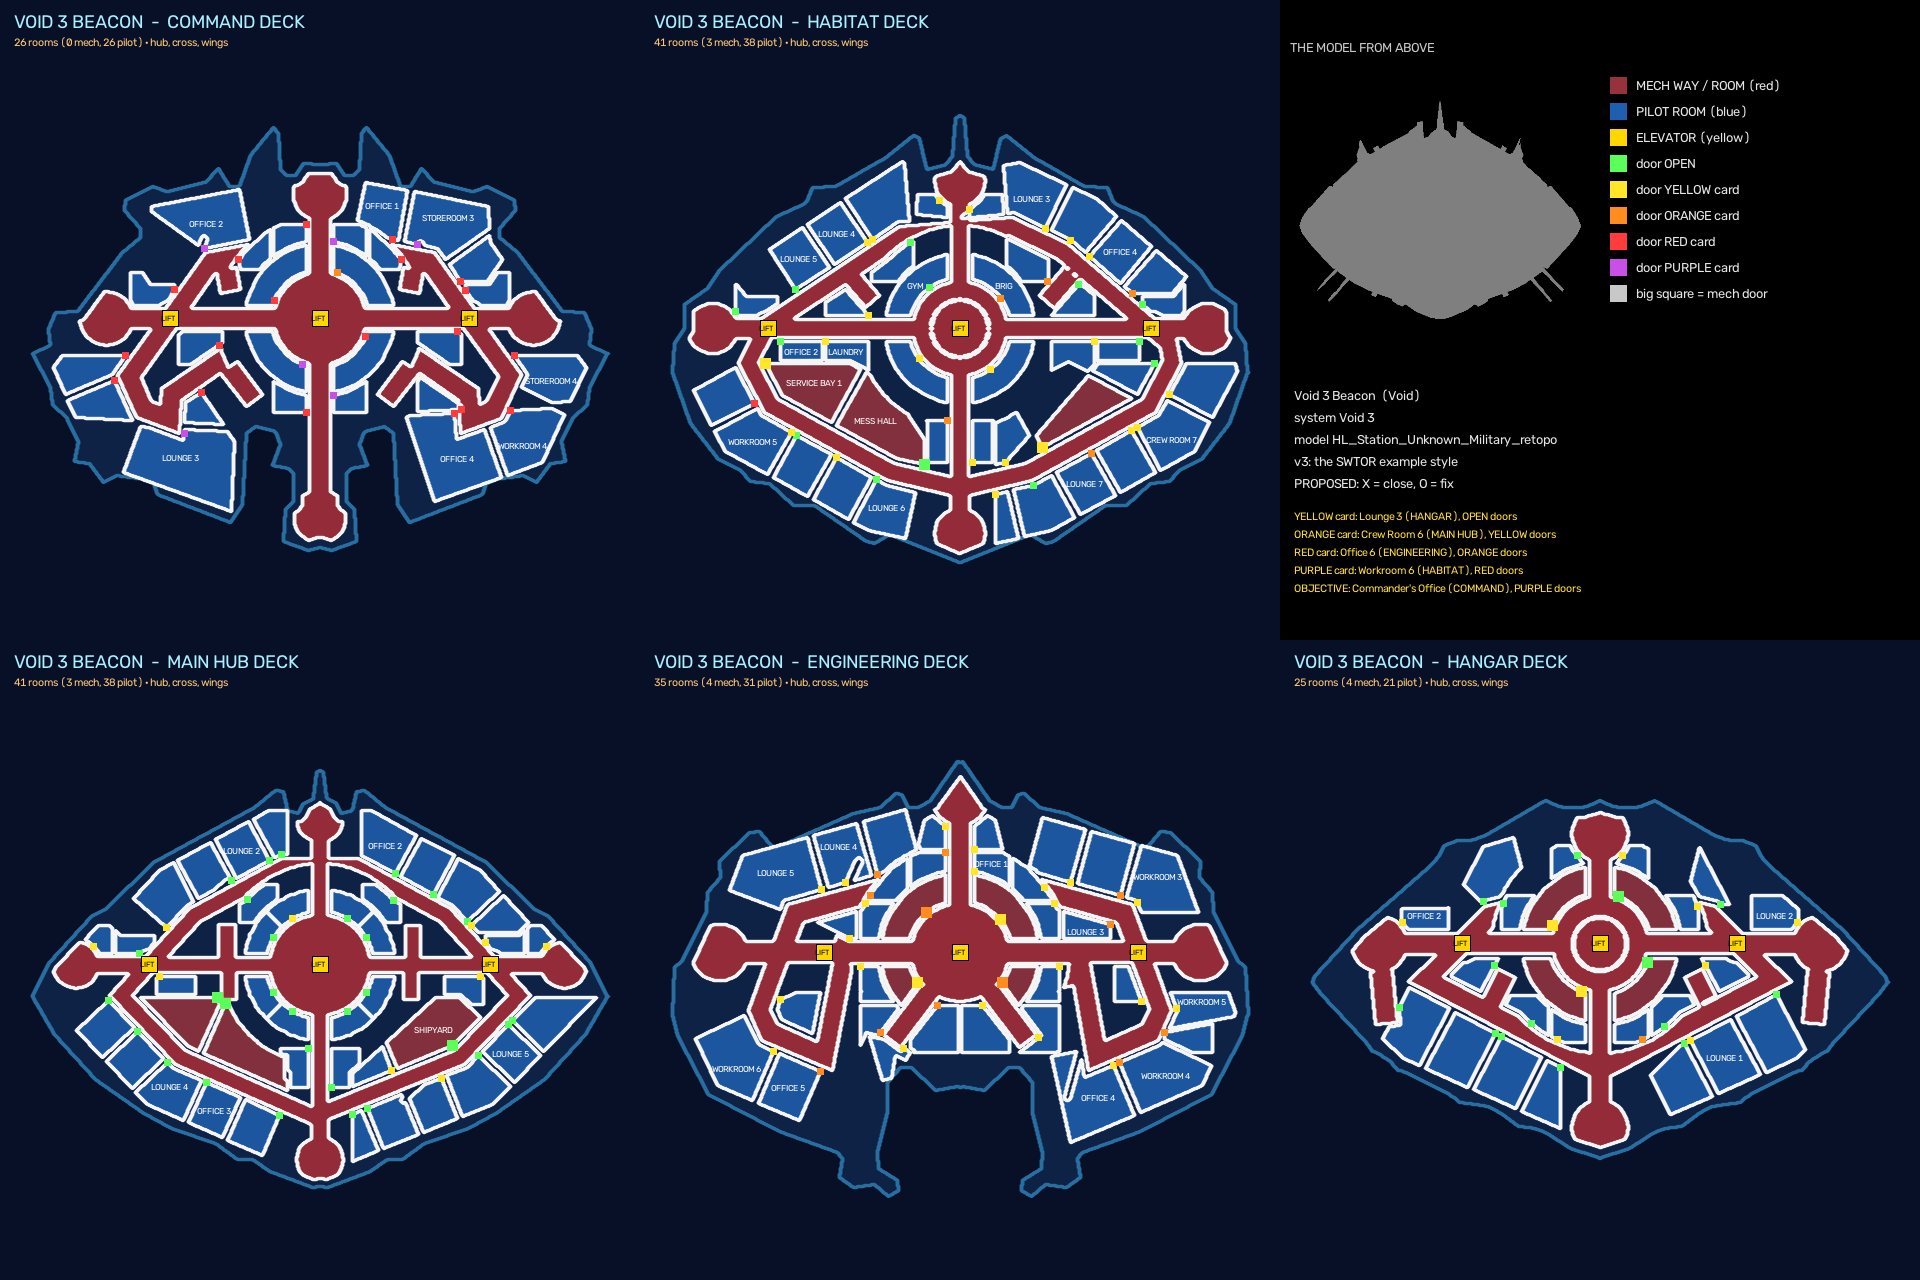 VOID 3 BEACON - COMMAND DECK
26 rooms (0 mech, 26 pilot) • hub, cross, wings
OFFICE 2
OFFICE 1
STOREROOM 3
LIFT
LIFT
LIFT
STOREROOM 4
LOUNGE 3
OFFICE 4
WORKROOM 4
VOID 3 BEACON - HABITAT DECK
41 rooms (3 mech, 38 pilot) • hub, cross, wings
LOUNGE 3
LOUNGE 4
OFFICE 4
LOUNGE 5
GYM
BRIG
LIFT
LIFT
LIFT
OFFICE 2
LAUNDRY
SERVICE BAY 1
MESS HALL
WORKROOM 5
CREW ROOM 7
LOUNGE 7
LOUNGE 6
THE MODEL FROM ABOVE
MECH WAY / ROOM (red)
PILOT ROOM (blue)
ELEVATOR (yellow)
door OPEN
door YELLOW card
door ORANGE card
door RED card
door PURPLE card
big square = mech door
Void 3 Beacon (Void)
system Void 3
model HL_Station_Unknown_Military_retopo
v3: the SWTOR example style
PROPOSED: X = close, O = fix
YELLOW card: Lounge 3 (HANGAR), OPEN doors
ORANGE card: Crew Room 6 (MAIN HUB), YELLOW doors
RED card: Office 6 (ENGINEERING), ORANGE doors
PURPLE card: Workroom 6 (HABITAT), RED doors
OBJECTIVE: Commander's Office (COMMAND), PURPLE doors
VOID 3 BEACON - MAIN HUB DECK
41 rooms (3 mech, 38 pilot) • hub, cross, wings
LOUNGE 2
OFFICE 2
LIFT
LIFT
LIFT
SHIPYARD
LOUNGE 5
LOUNGE 4
OFFICE 3
VOID 3 BEACON - ENGINEERING DECK
35 rooms (4 mech, 31 pilot) • hub, cross, wings
LOUNGE 4
OFFICE 1
LOUNGE 5
WORKROOM 3
LOUNGE 3
LIFT
LIFT
LIFT
WORKROOM 5
WORKROOM 6
OFFICE 5
WORKROOM 4
OFFICE 4
VOID 3 BEACON - HANGAR DECK
25 rooms (4 mech, 21 pilot) • hub, cross, wings
OFFICE 2
LOUNGE 2
LIFT
LIFT
LIFT
LOUNGE 1